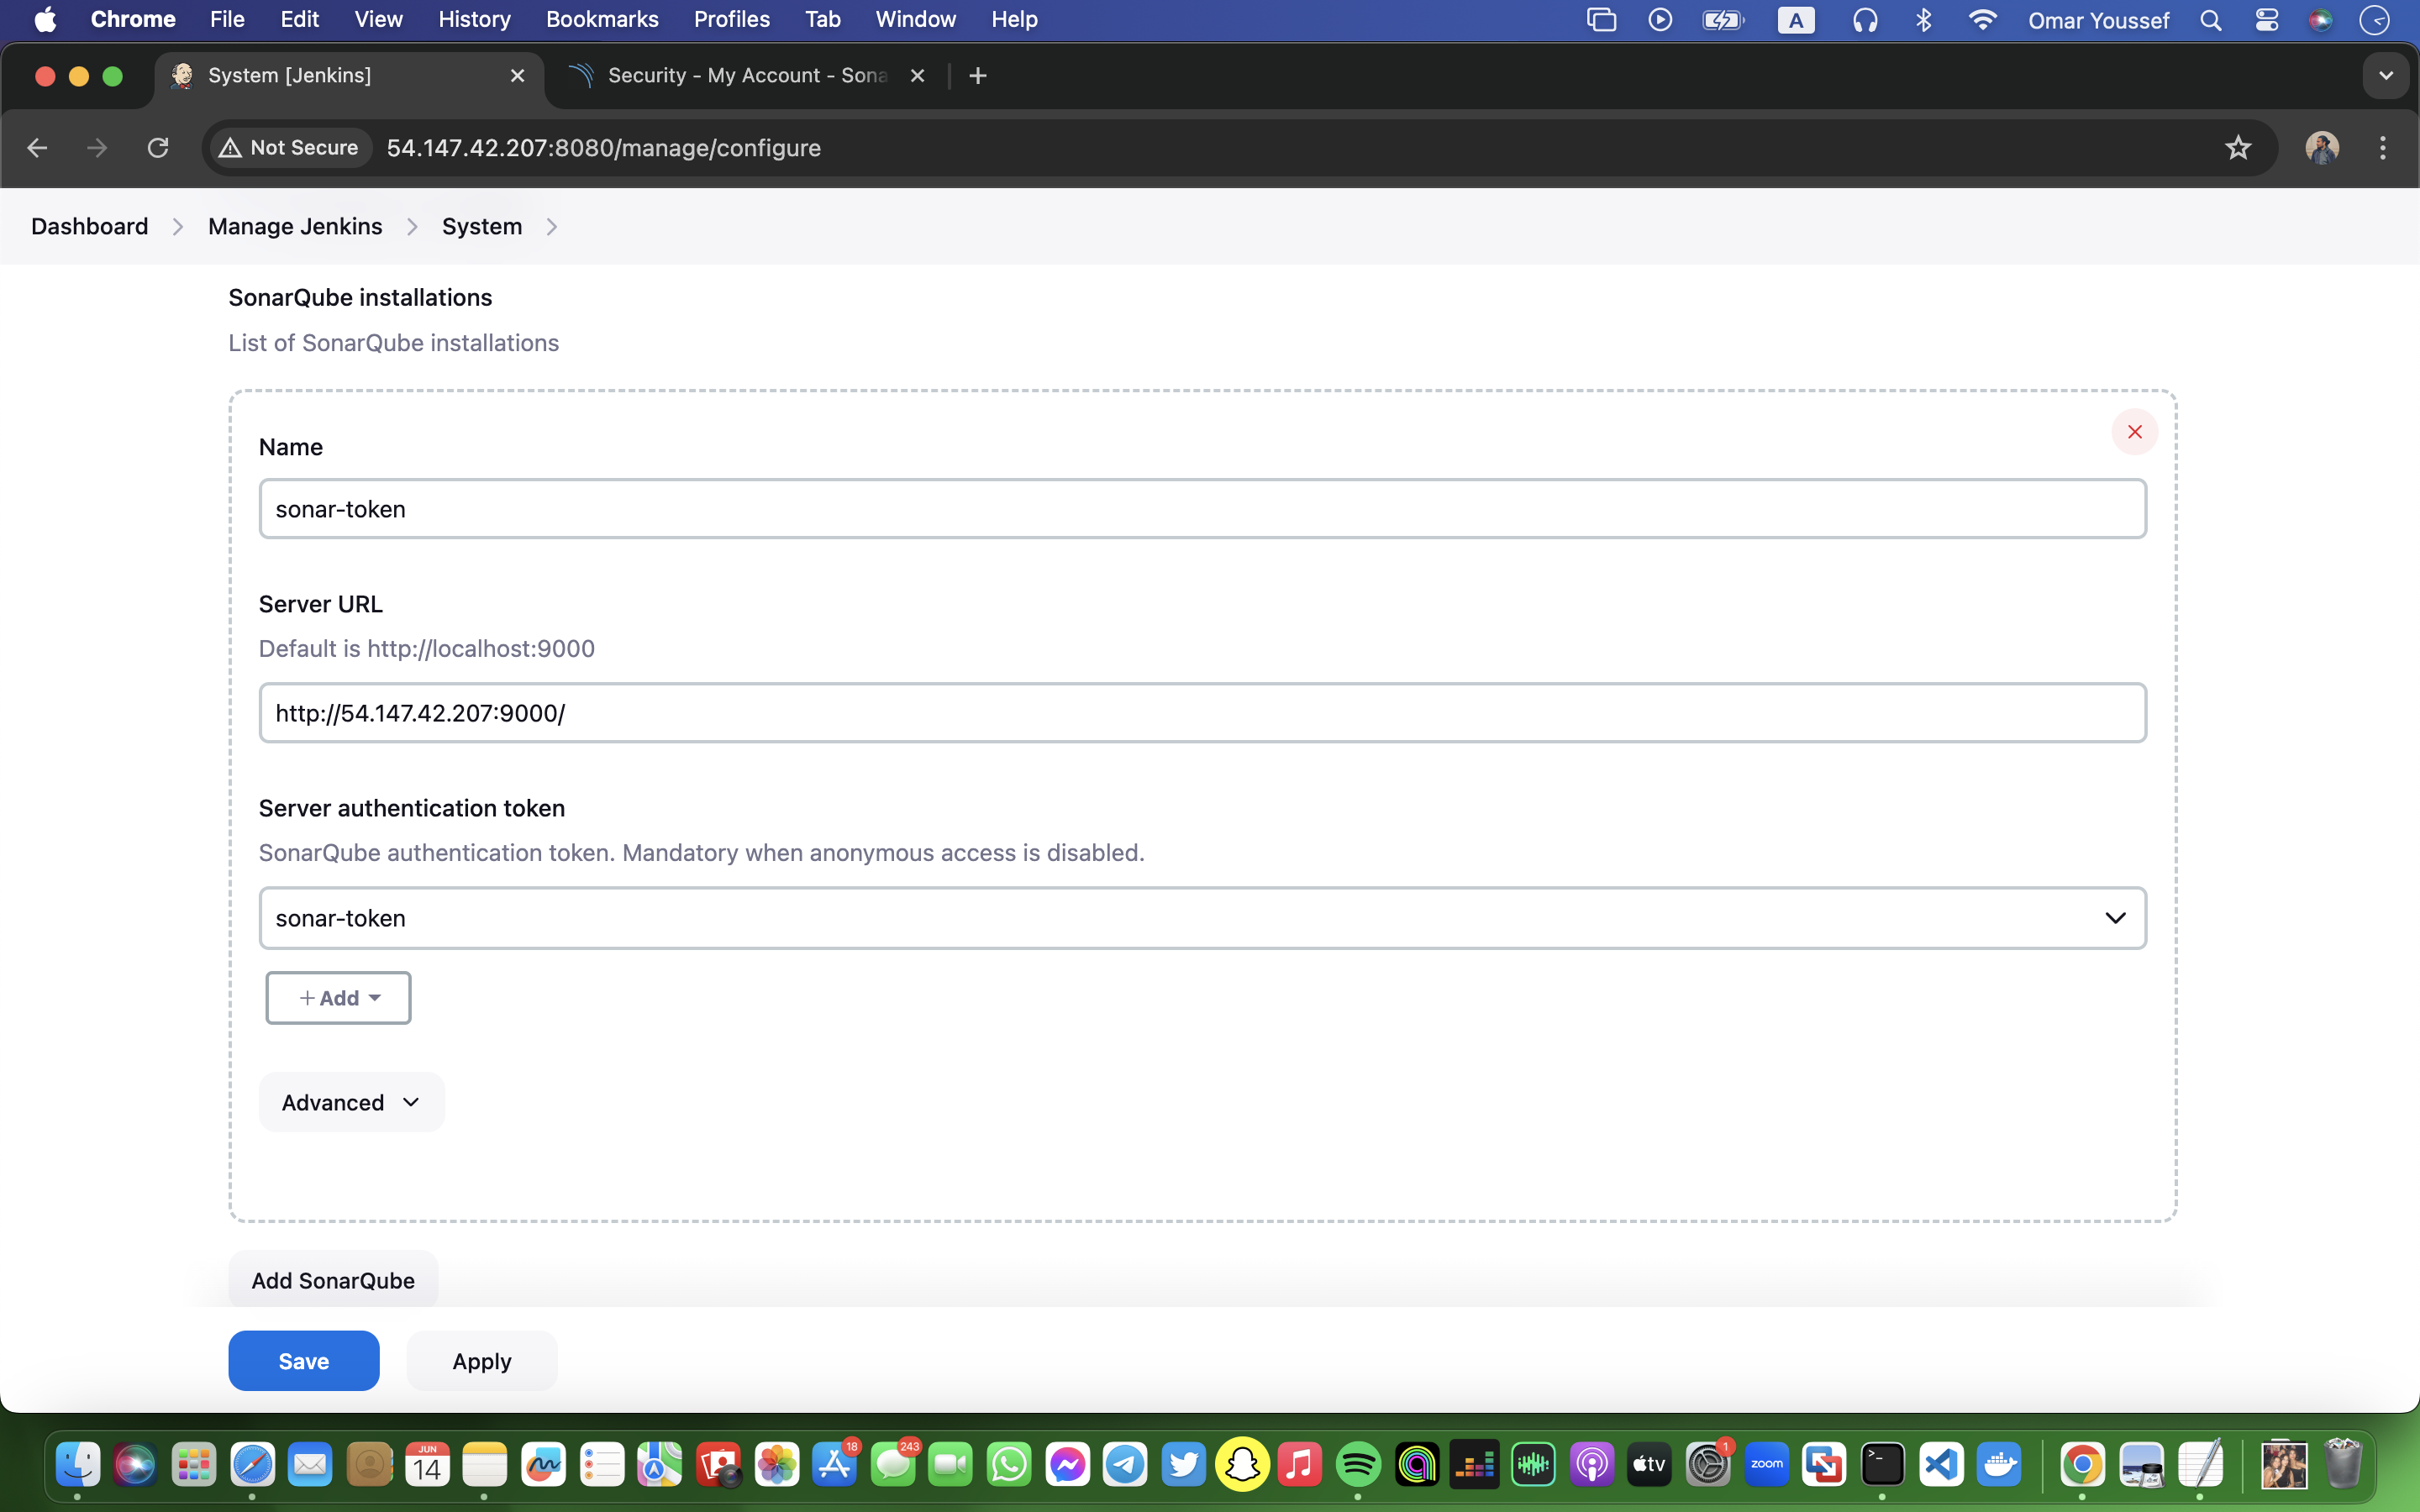 Chrome File Edit View History Bookmarks Profiles Tab Window Help A Omar Youssef
System [Jenkins] Security - My Account - Sona
Not Secure 54.147.42.207:8080/manage/configure
Dashboard Manage Jenkins System
SonarQube installations
List of SonarQube installations
Name
sonar-token
Server URL
Default is http://localhost:9000
http://54.147.42.207:9000/
Server authentication token
SonarQube authentication token. Mandatory when anonymous access is disabled.
sonar-token
+ Add
Advanced
Add SonarQube
Save Apply
JUN 14 18 243 tv 1 zoom >_